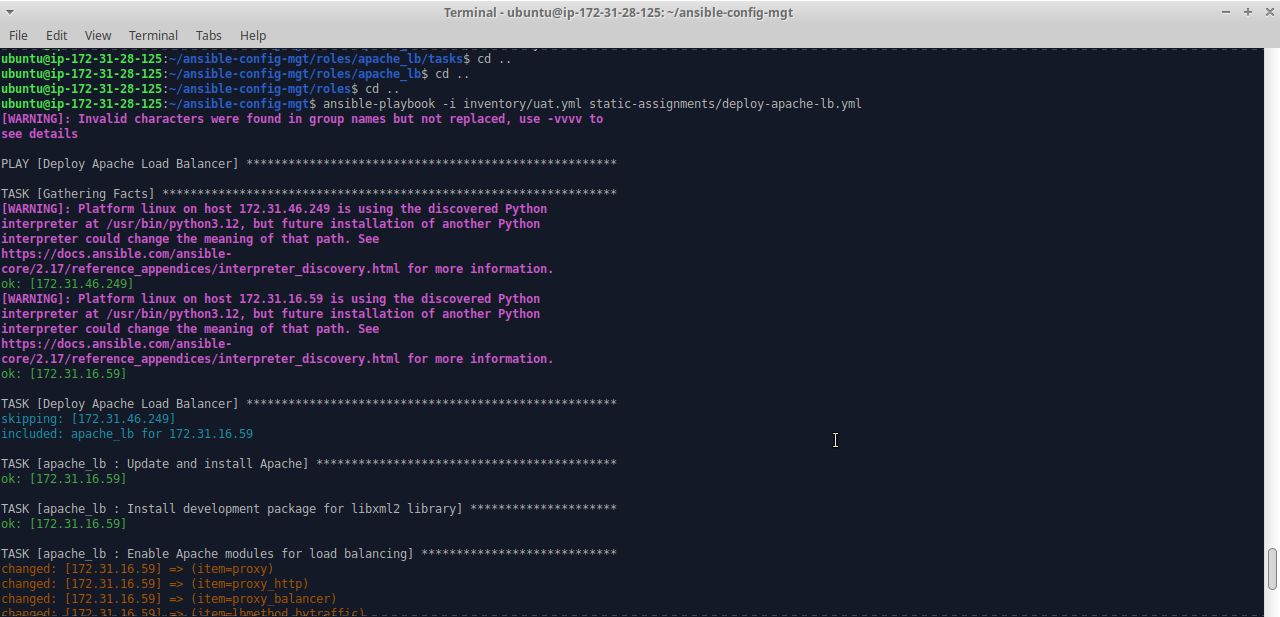 Terminal - ubuntu@ip-172-31-28-125: ~/ansible-config-mgt
File Edit View Terminal Tabs Help
ubuntu@ip-172-31-28-125:~/ansible-config-mgt/roles/apache_lb/tasks$ cd ..
ubuntu@ip-172-31-28-125:~/ansible-config-mgt/roles/apache_lb$ cd ..
ubuntu@ip-172-31-28-125:~/ansible-config-mgt/roles$ cd ..
ubuntu@ip-172-31-28-125:~/ansible-config-mgt$ ansible-playbook -i inventory/uat.yml static-assignments/deploy-apache-lb.yml
[WARNING]: Invalid characters were found in group names but not replaced, use -vvvv to
see details
PLAY [Deploy Apache Load Balancer] *****************************************************
TASK [Gathering Facts] *****************************************************************
[WARNING]: Platform linux on host 172.31.46.249 is using the discovered Python
interpreter at /usr/bin/python3.12, but future installation of another Python
interpreter could change the meaning of that path. See
https://docs.ansible.com/ansible-
core/2.17/reference_appendices/interpreter_discovery.html for more information.
ok: [172.31.46.249]
[WARNING]: Platform linux on host 172.31.16.59 is using the discovered Python
interpreter at /usr/bin/python3.12, but future installation of another Python
interpreter could change the meaning of that path. See
https://docs.ansible.com/ansible-
core/2.17/reference_appendices/interpreter_discovery.html for more information.
ok: [172.31.16.59]
TASK [Deploy Apache Load Balancer] *****************************************************
skipping: [172.31.46.249]
included: apache_lb for 172.31.16.59
TASK [apache_lb : Update and install Apache] *******************************************
ok: [172.31.16.59]
TASK [apache_lb : Install development package for libxml2 library] *********************
ok: [172.31.16.59]
TASK [apache_lb : Enable Apache modules for load balancing] ****************************
changed: [172.31.16.59] => (item=proxy)
changed: [172.31.16.59] => (item=proxy_http)
changed: [172.31.16.59] => (item=proxy_balancer)
changed: [172.31.16.59] => (item=lbmethod_bytraffic)